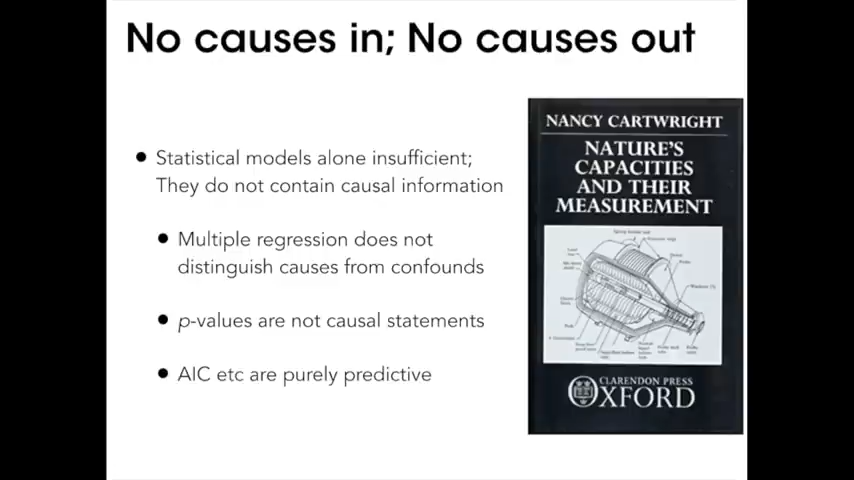 No causes in; No causes out
Statistical models alone insufficient;
They do not contain causal information
Multiple regression does not
distinguish causes from confounds
p-values are not causal statements
AIC etc are purely predictive
NANCY CARTWRIGHT
NATURE'S
CAPACITIES
AND THEIR
MEASUREMENT
CLARENDON PRESS
OXFORD